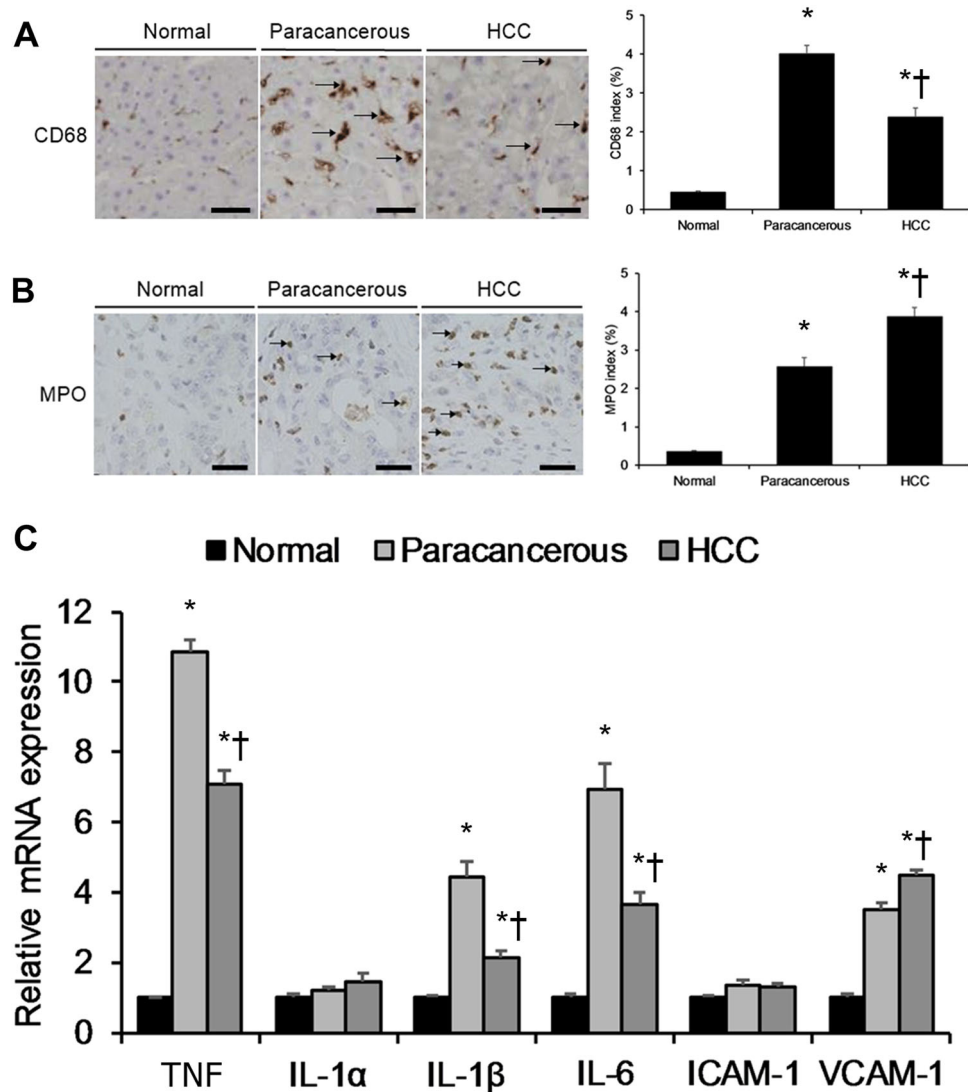 A
Normal Paracancerous HCC
CD68
CD68 index (%)
5
4
3
2
1
0
*
*†
Normal Paracancerous HCC
B
Normal Paracancerous HCC
MPO
MPO index (%)
5
4
3
2
1
0
*
*†
Normal Paracancerous HCC
C
Normal Paracancerous HCC
Relative mRNA expression
12
10
8
6
4
2
0
*
*†
*
*†
*
*†
*
*†
TNF IL-1α IL-1β IL-6 ICAM-1 VCAM-1